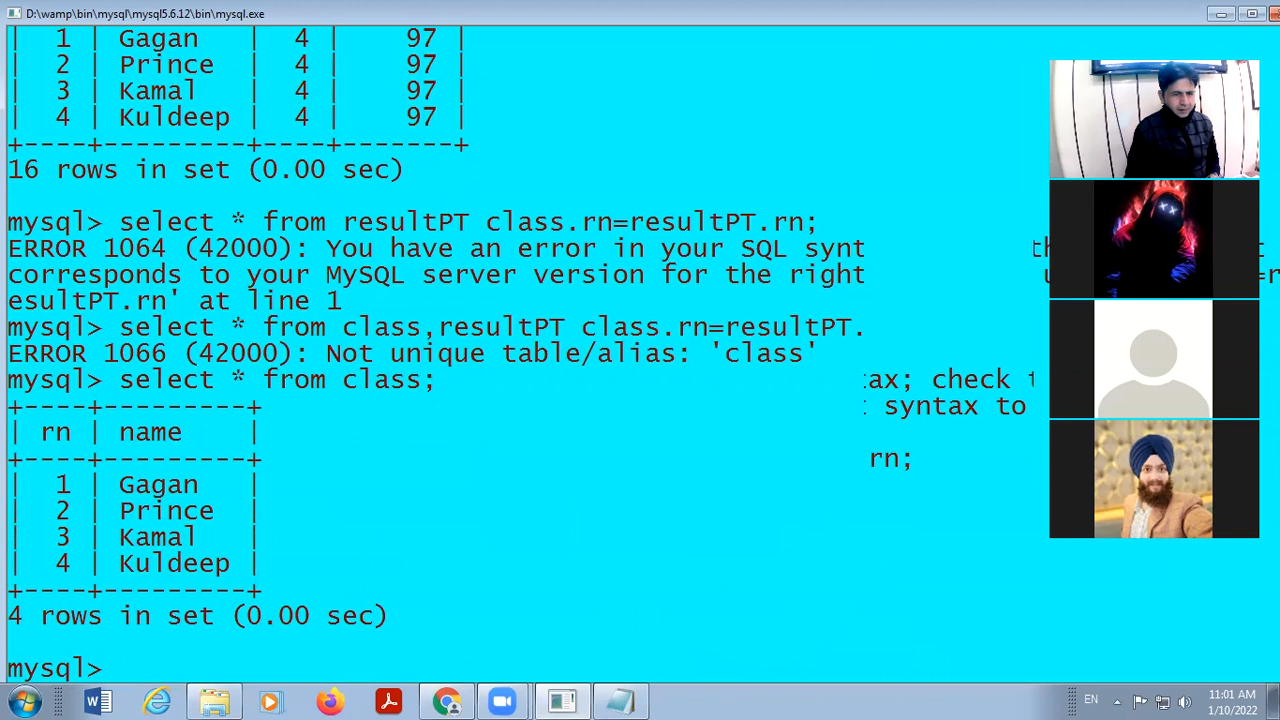 D:\wamp\bin\mysql\mysql5.6.12\bin\mysql.exe
| 1 | Gagan | 4 | 97 |
| 2 | Prince | 4 | 97 |
| 3 | Kamal | 4 | 97 |
| 4 | Kuldeep | 4 | 97 |
+----+---------+----+-------+
16 rows in set (0.00 sec)
mysql> select * from resultPT class.rn=resultPT.rn;
ERROR 1064 (42000): You have an error in your SQL synt
corresponds to your MySQL server version for the right
esultPT.rn' at line 1
mysql> select * from class,resultPT class.rn=resultPT.
ERROR 1066 (42000): Not unique table/alias: 'class'
mysql> select * from class; tax; check t
+----+---------+ syntax to
| rn | name |
+----+---------+ rn;
| 1 | Gagan |
| 2 | Prince |
| 3 | Kamal |
| 4 | Kuldeep |
+----+---------+
4 rows in set (0.00 sec)
mysql>
EN
11:01 AM
1/10/2022